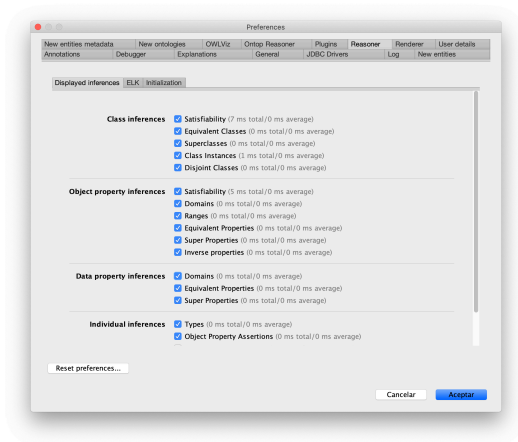 Preferences
New entities metadata New ontologies OWLViz Ontop Reasoner Plugins Reasoner Renderer User details
Annotations Debugger Explanations General JDBC Drivers Log New entities
Displayed inferences ELK Initialization
Class inferences Satisfiability (7 ms total/0 ms average)
Equivalent Classes (0 ms total/0 ms average)
Superclasses (0 ms total/0 ms average)
Class Instances (1 ms total/0 ms average)
Disjoint Classes (0 ms total/0 ms average)
Object property inferences Satisfiability (5 ms total/0 ms average)
Domains (0 ms total/0 ms average)
Ranges (0 ms total/0 ms average)
Equivalent Properties (0 ms total/0 ms average)
Super Properties (0 ms total/0 ms average)
Inverse properties (0 ms total/0 ms average)
Data property inferences Domains (0 ms total/0 ms average)
Equivalent Properties (0 ms total/0 ms average)
Super Properties (0 ms total/0 ms average)
Individual inferences Types (0 ms total/0 ms average)
Object Property Assertions (0 ms total/0 ms average)
Reset preferences...
Cancelar Aceptar